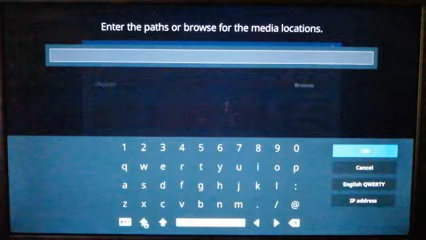 Enter the paths or browse for the media locations.
Browse
1 2 3 4 5 6 7 8 9 0
q w e r t y u i o p
Cancel
a s d f g h j k l :
English QWERTY
z x c v b n m . / @
IP address